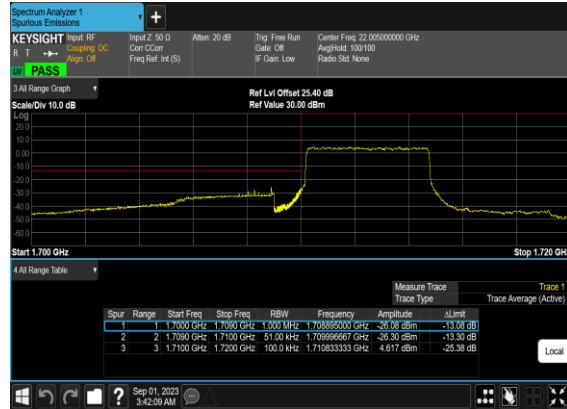 Spectrum Analyzer 1
Spurious Emissions
+
KEYSIGHT Input: RF Input Z: 50 Ω Atten: 20 dB Trig: Free Run Center Freq: 22.005000000 GHz
R T Coupling: DC Corr CCorr Gate: Off Avg|Hold: 100/100
Align: Off Freq Ref: Int (S) IF Gain: Low Radio Std: None
LW PASS
3 All Range Graph
Ref Lvl Offset 25.40 dB
Scale/Div 10.0 dB Ref Value 30.00 dBm
Log
20.0
10.0
0.00
-10.0
-20.0
-30.0
-40.0
-50.0
-60.0
Start 1.700 GHz Stop 1.720 GH
4 All Range Table
Measure Trace Trace 1
Trace Type Trace Average (Active)
Spur Range Start Freq Stop Freq RBW Frequency Amplitude ΔLimit
1 1 1.7000 GHz 1.7090 GHz 1.000 MHz 1.708895000 GHz -26.08 dBm -13.08 dB
2 2 1.7090 GHz 1.7100 GHz 51.00 kHz 1.709996667 GHz -26.30 dBm -13.30 dB
3 3 1.7100 GHz 1.7200 GHz 100.0 kHz 1.710833333 GHz 4.617 dBm -25.38 dB
Local
? Sep 01, 2023
3:42:09 AM